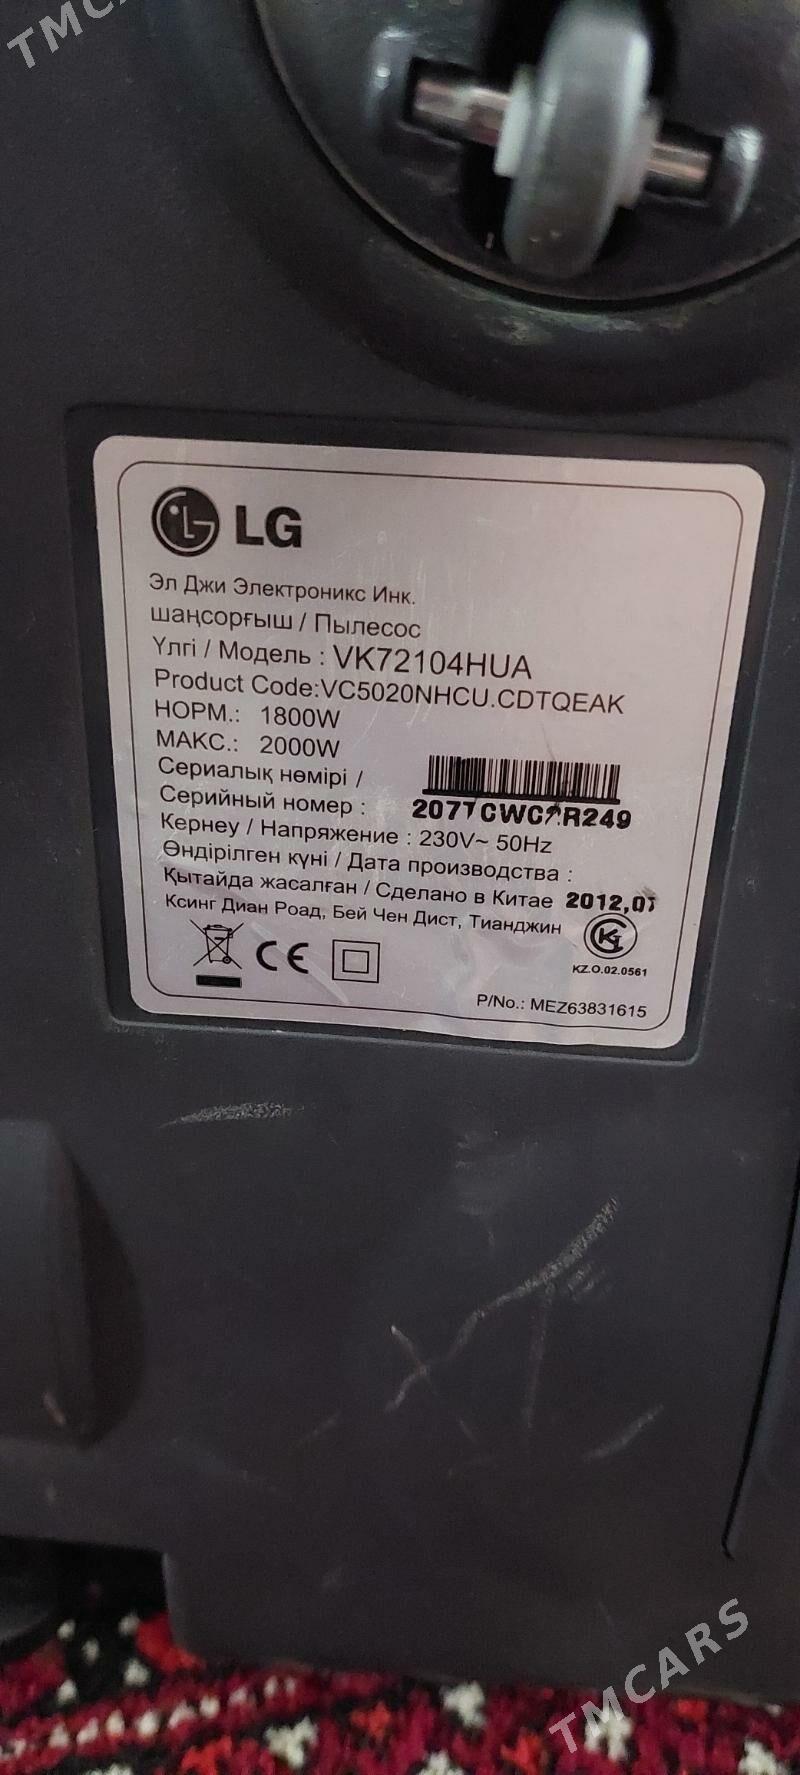 TMCARS
LG
Эл Джи Электроникс Инк.
шаңсорғыш / Пылесос
Үлгі / Модель : VK72104HUA
Product Code:VC5020NHCU.CDTQEAK
НОРМ.: 1800W
МАКС.: 2000W
Сериалық нөмірі /
Серийный номер :
Кернеу / Напряжение : 230V~ 50Hz
Өндірілген күні / Дата производства :
Қытайда жасалған / Сделано в Китае
Ксинг Диан Роад, Бей Чен Дист, Тианджин
CE
KZ.O.02.0561
P/No.: MEZ63831615
TMCARS